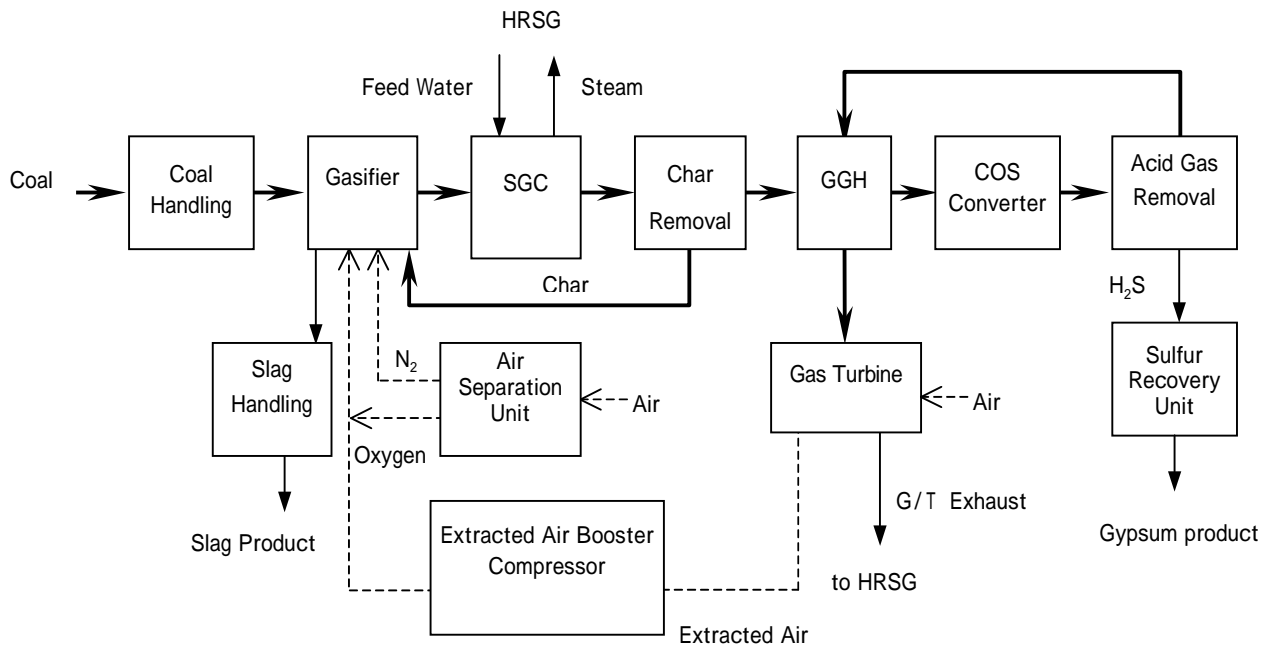 HRSG
Feed Water
Steam
Coal
Coal
Handling
Gasifier
SGC
Char
Removal
GGH
COS
Converter
Acid Gas
Removal
Char
H2S
Slag
Handling
N2
Air
Separation
Unit
Air
Gas Turbine
Air
Sulfur
Recovery
Unit
Oxygen
Slag Product
Extracted Air Booster
Compressor
G/T Exhaust
to HRSG
Gypsum product
Extracted Air